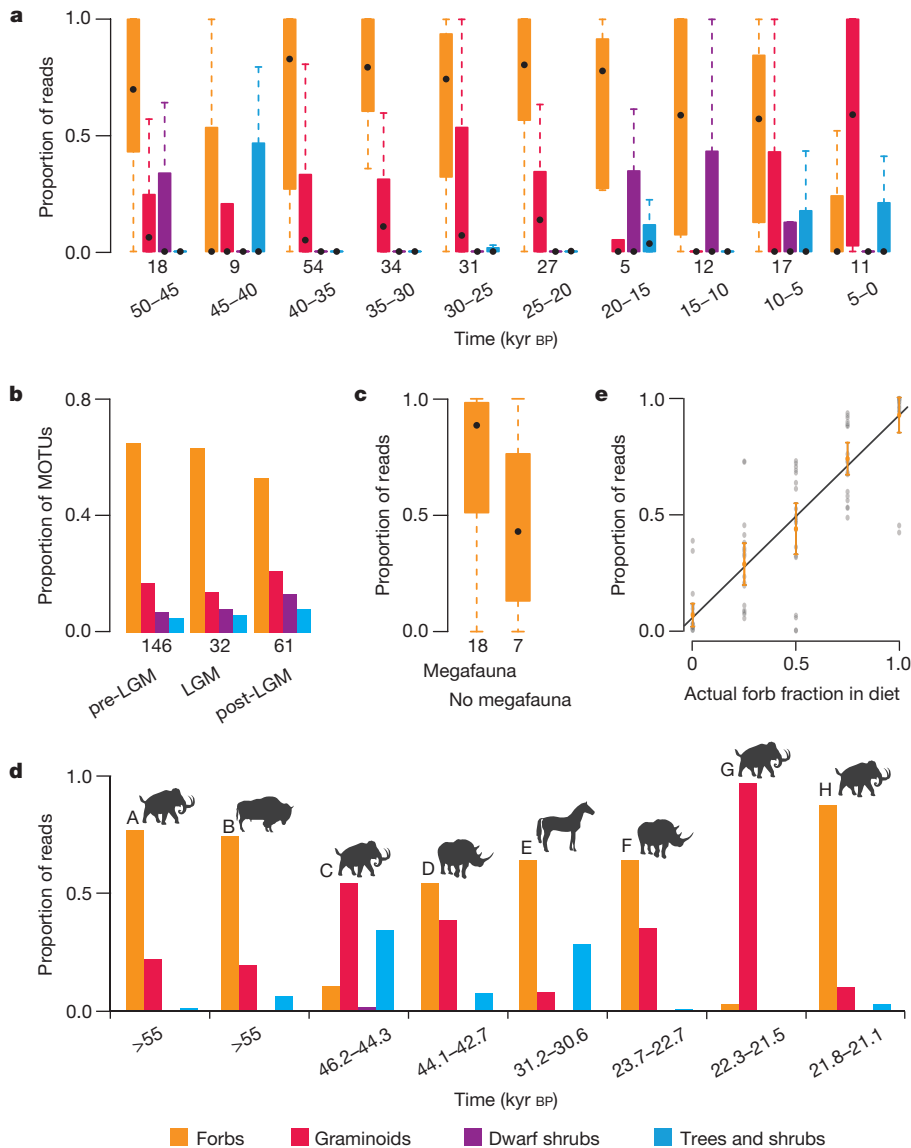 a
Proportion of reads
1.0
0.5
0.0
18 9 54 34 31 27 5 12 17 11
50–45 45–40 40–35 35–30 30–25 25–20 20–15 15–10 10–5 5–0
Time (kyr BP)
b
Proportion of MOTUs
0.8
0.4
0.0
146 32 61
pre-LGM LGM post-LGM
c
Proportion of reads
1.0
0.5
0.0
18 7
Megafauna
No megafauna
e
Proportion of reads
1.0
0.5
0.0
0 0.5 1.0
Actual forb fraction in diet
d
Proportion of reads
1.0
0.5
0.0
A B C D E F G H
>55 >55 46.2–44.3 44.1–42.7 31.2–30.6 23.7–22.7 22.3–21.5 21.8–21.1
Time (kyr BP)
Forbs Graminoids Dwarf shrubs Trees and shrubs